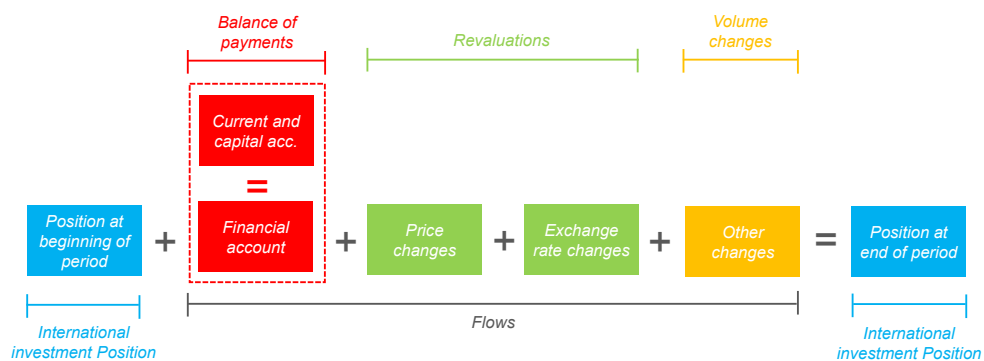 Balance of
payments
Revaluations
Volume
changes
Current and
capital acc.
=
Position at
beginning of
period
+
Financial
account
+
Price
changes
+
Exchange
rate changes
+
Other
changes
=
Position at
end of period
International
investment Position
Flows
International
investment Position